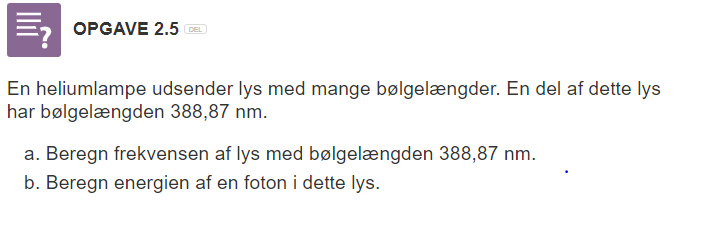 OPGAVE 2.5 DEL
En heliumlampe udsender lys med mange bølgelængder. En del af dette lys
har bølgelængden 388,87 nm.
a. Beregn frekvensen af lys med bølgelængden 388,87 nm.
b. Beregn energien af en foton i dette lys.